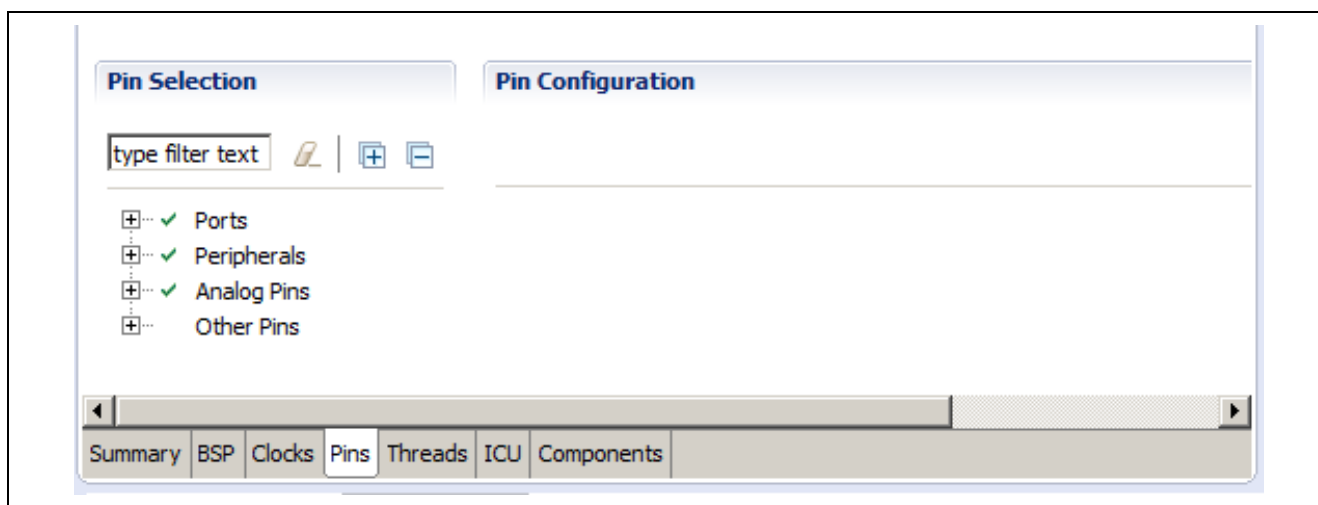 Pin Selection Pin Configuration
type filter text
Ports
Peripherals
Analog Pins
Other Pins
Summary BSP Clocks Pins Threads ICU Components